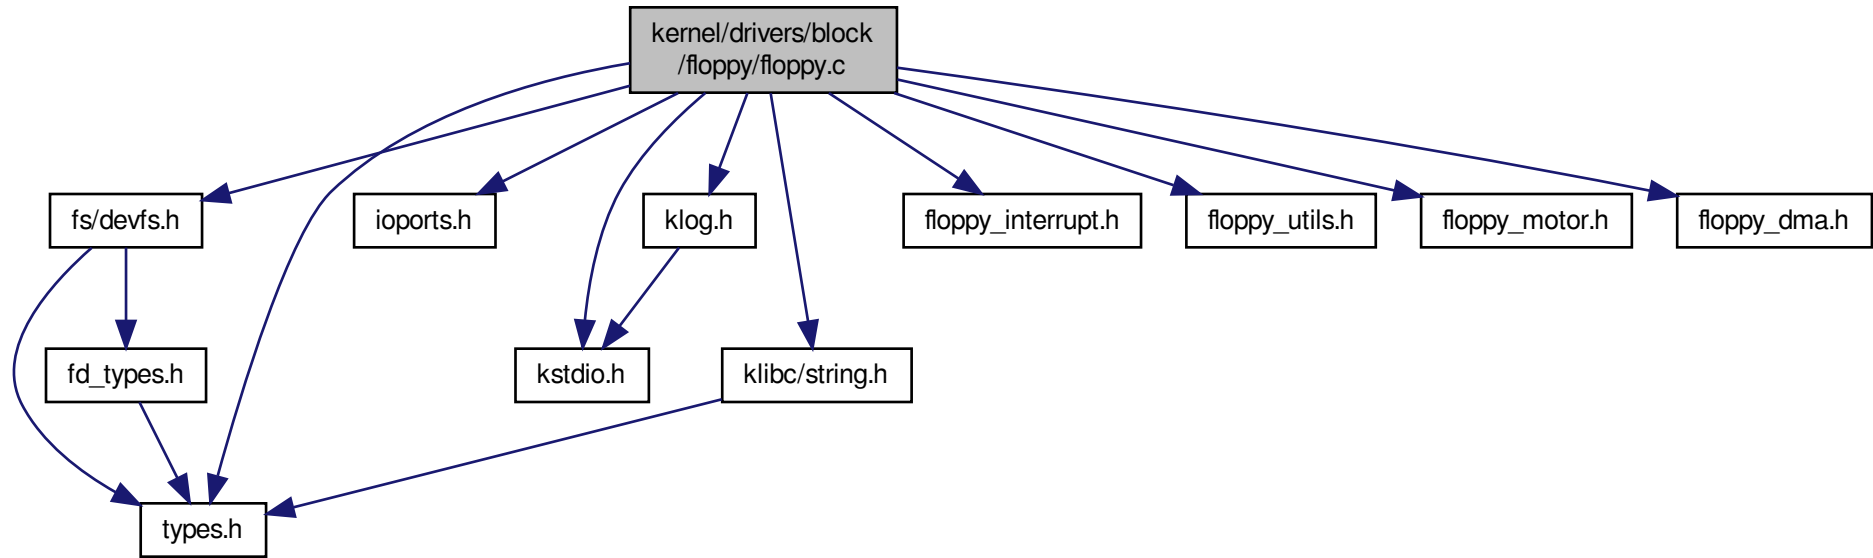 kernel/drivers/block
/floppy/floppy.c
fs/devfs.h
ioports.h
klog.h
floppy_interrupt.h
floppy_utils.h
floppy_motor.h
floppy_dma.h
fd_types.h
kstdio.h
klibc/string.h
types.h